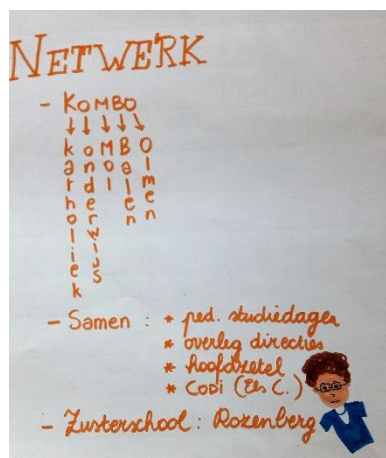 NETWERK
- KOMBO
katholiek
onderwijs
Mol
Balen
Olmen
- Samen : * ped. studiedagen
* overleg directies
* hoofdzetel
* CoDi (Els C.)
- Zusterschool : Rozenberg